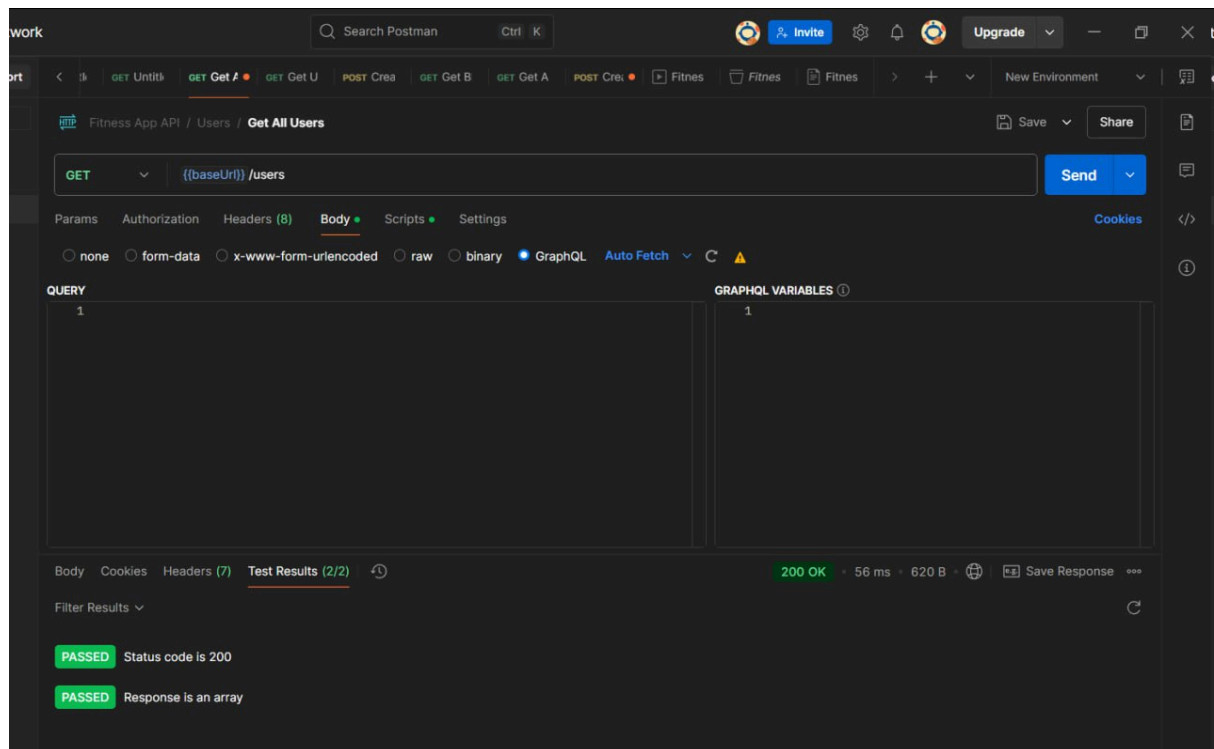 twork
Search Postman Ctrl K
Invite
Upgrade
ort
GET Untitl
GET Get A
GET Get U
POST Crea
GET Get B
GET Get A
POST Cre
Fitnes
Fitnes
Fitnes
New Environment
HTTP Fitness App API / Users / Get All Users
Save
Share
GET {{baseUrl}} /users
Send
Params Authorization Headers (8) Body Scripts Settings
Cookies
none form-data x-www-form-urlencoded raw binary GraphQL Auto Fetch
QUERY
GRAPHQL VARIABLES
1
1
Body Cookies Headers (7) Test Results (2/2)
200 OK 56 ms 620 B
e.g. Save Response
Filter Results
PASSED Status code is 200
PASSED Response is an array